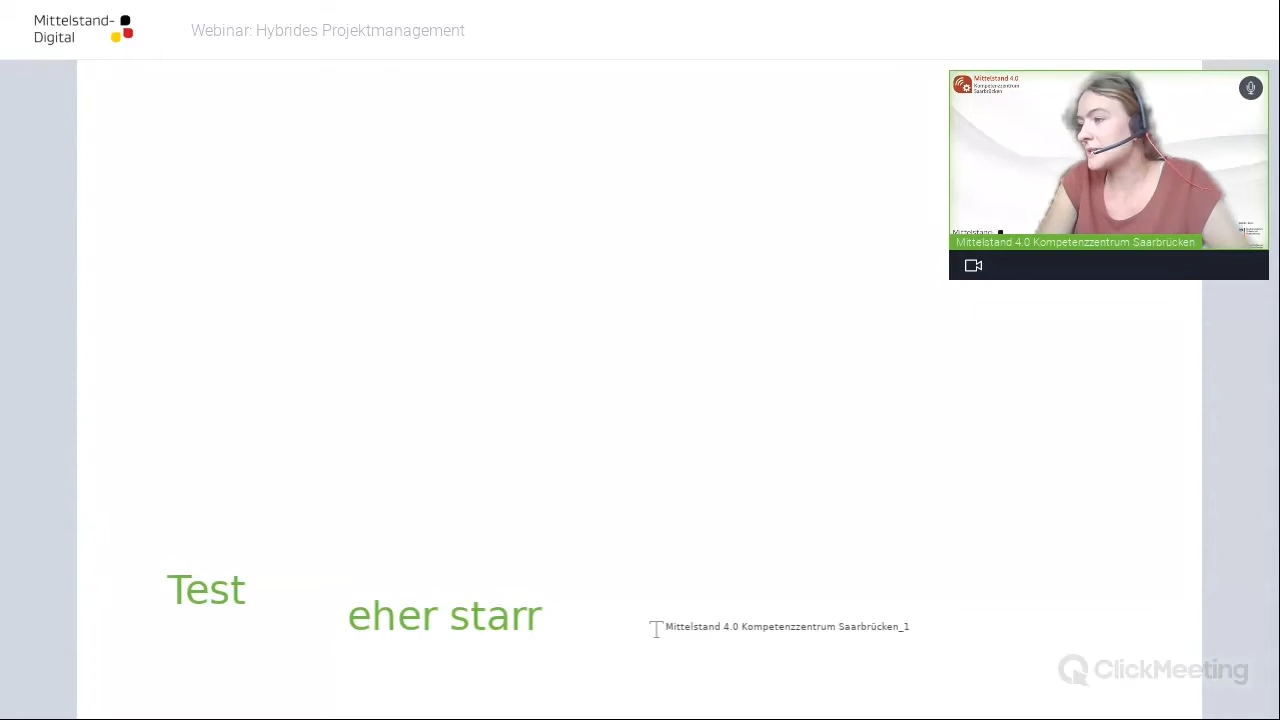 Mittelstand-
Digital
Webinar: Hybrides Projektmanagement
Mittelstand 4.0
Kompetenzzentrum
Saarbrücken
Mittelstand-
Mittelstand 4.0 Kompetenzzentrum Saarbrücken
Test
eher starr
Mittelstand 4.0 Kompetenzzentrum Saarbrücken_1
ClickMeeting